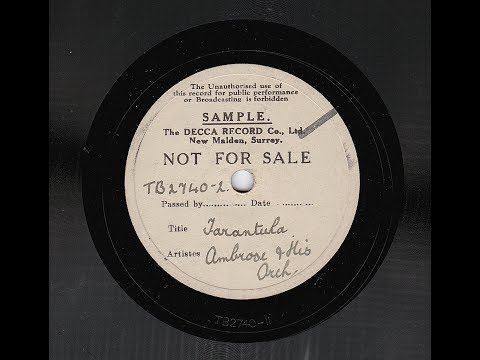 The Unauthorised use of
this record for public performance
or Broadcasting is forbidden
SAMPLE.
The DECCA RECORD Co., Ltd.
New Malden, Surrey.
NOT FOR SALE
TB2740-2.
Passed by.............. Date ...........
Title Tarantula
Artistes Ambrose & His
Orch.
TB2740-II